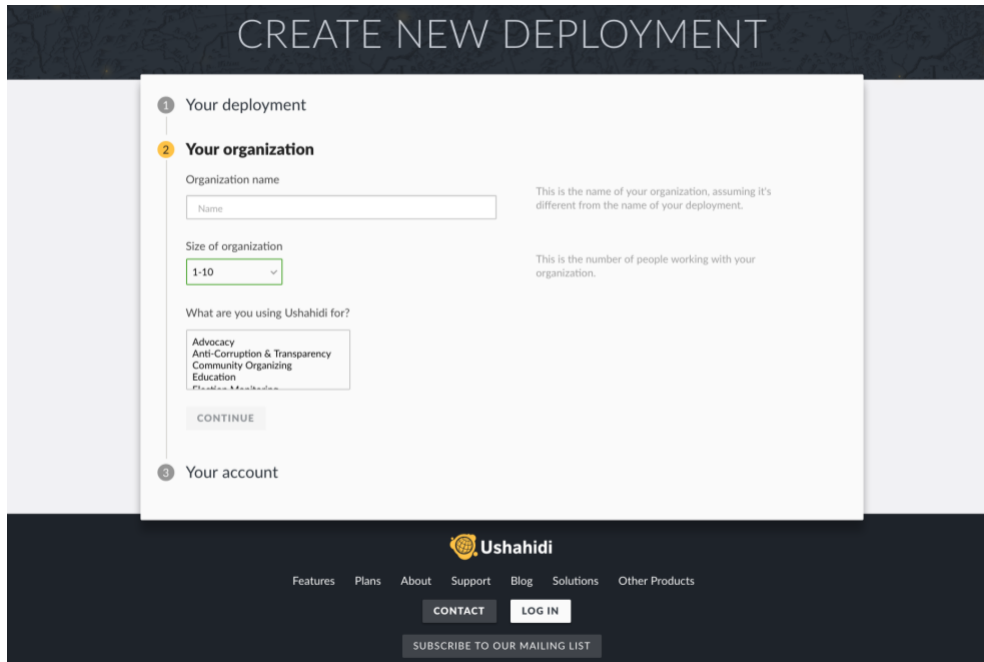 CREATE NEW DEPLOYMENT
1 Your deployment
2 Your organization
Organization name
Name
This is the name of your organization, assuming it's
different from the name of your deployment.
Size of organization
1-10
This is the number of people working with your
organization.
What are you using Ushahidi for?
Advocacy
Anti-Corruption & Transparency
Community Organizing
Education
Election Monitoring
CONTINUE
3 Your account
Ushahidi
Features Plans About Support Blog Solutions Other Products
CONTACT LOG IN
SUBSCRIBE TO OUR MAILING LIST